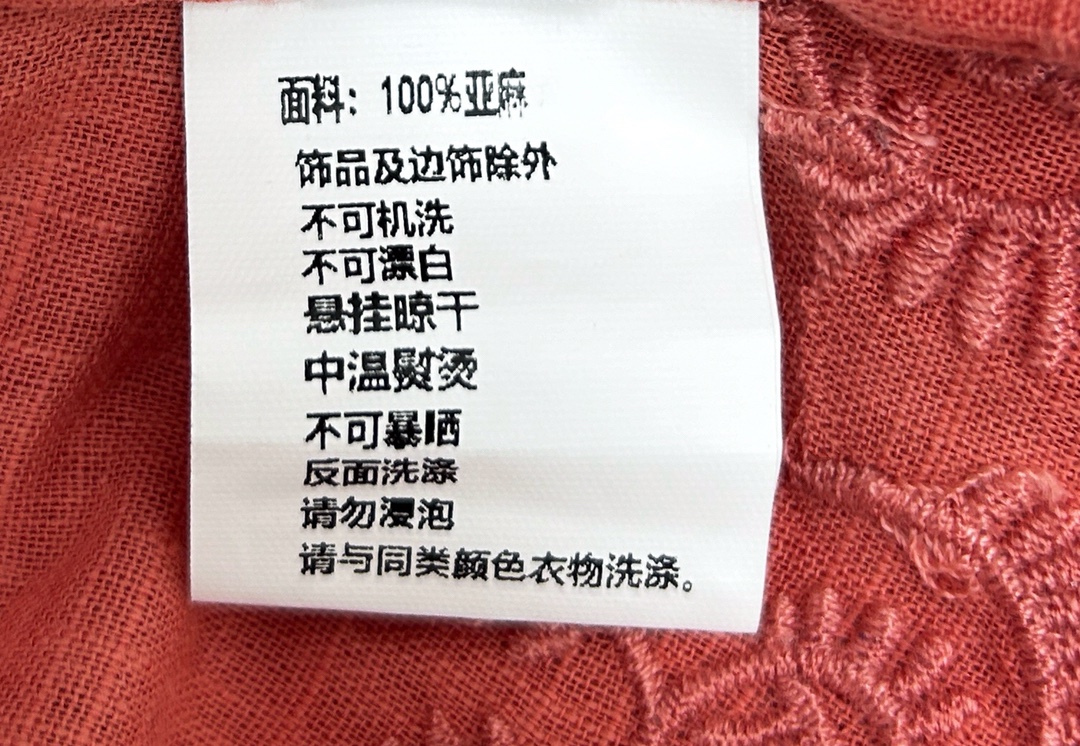 面料：100%亚麻
饰品及边饰除外
不可机洗
不可漂白
悬挂晾干
中温熨烫
不可暴晒
反面洗涤
请勿浸泡
请与同类颜色衣物洗涤。